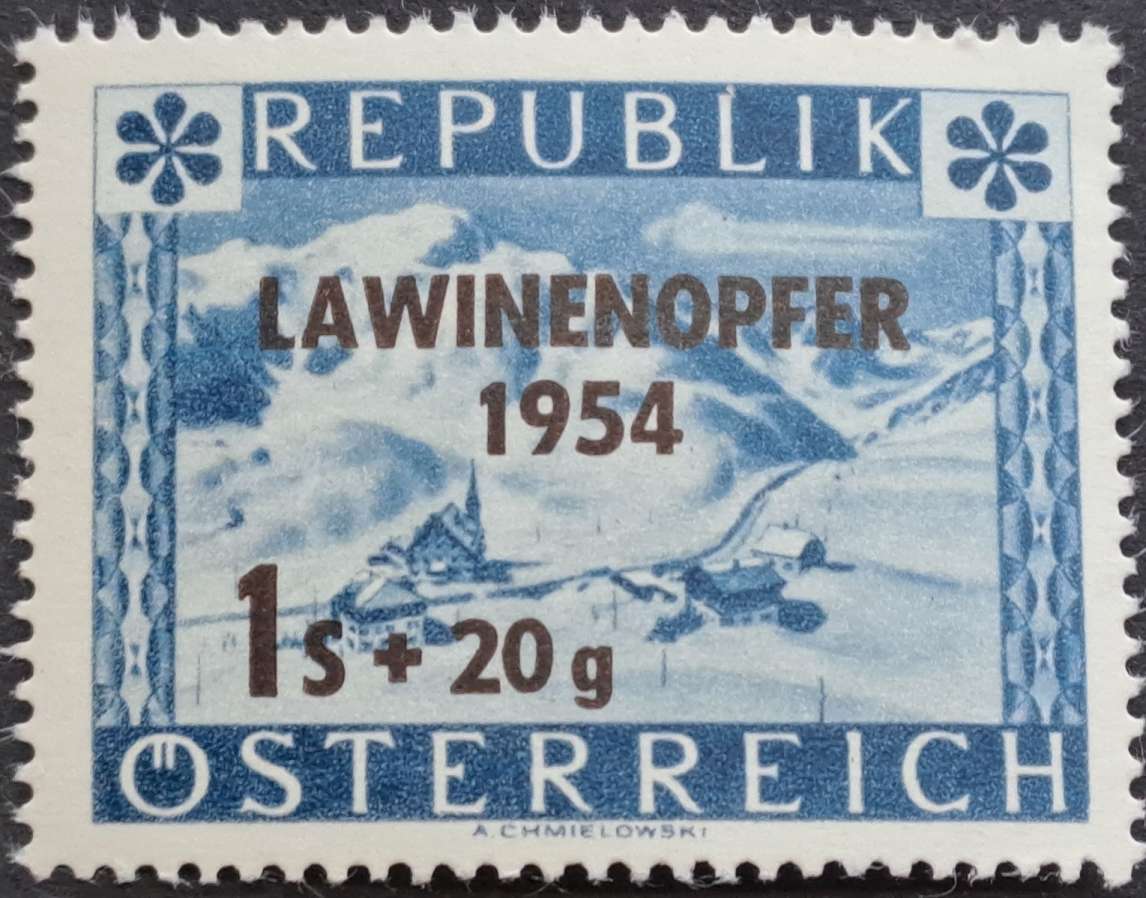 REPUBLIK
LAWINENOPFER
1954
1s + 20g
ÖSTERREICH
A. CHMIELOWSKI